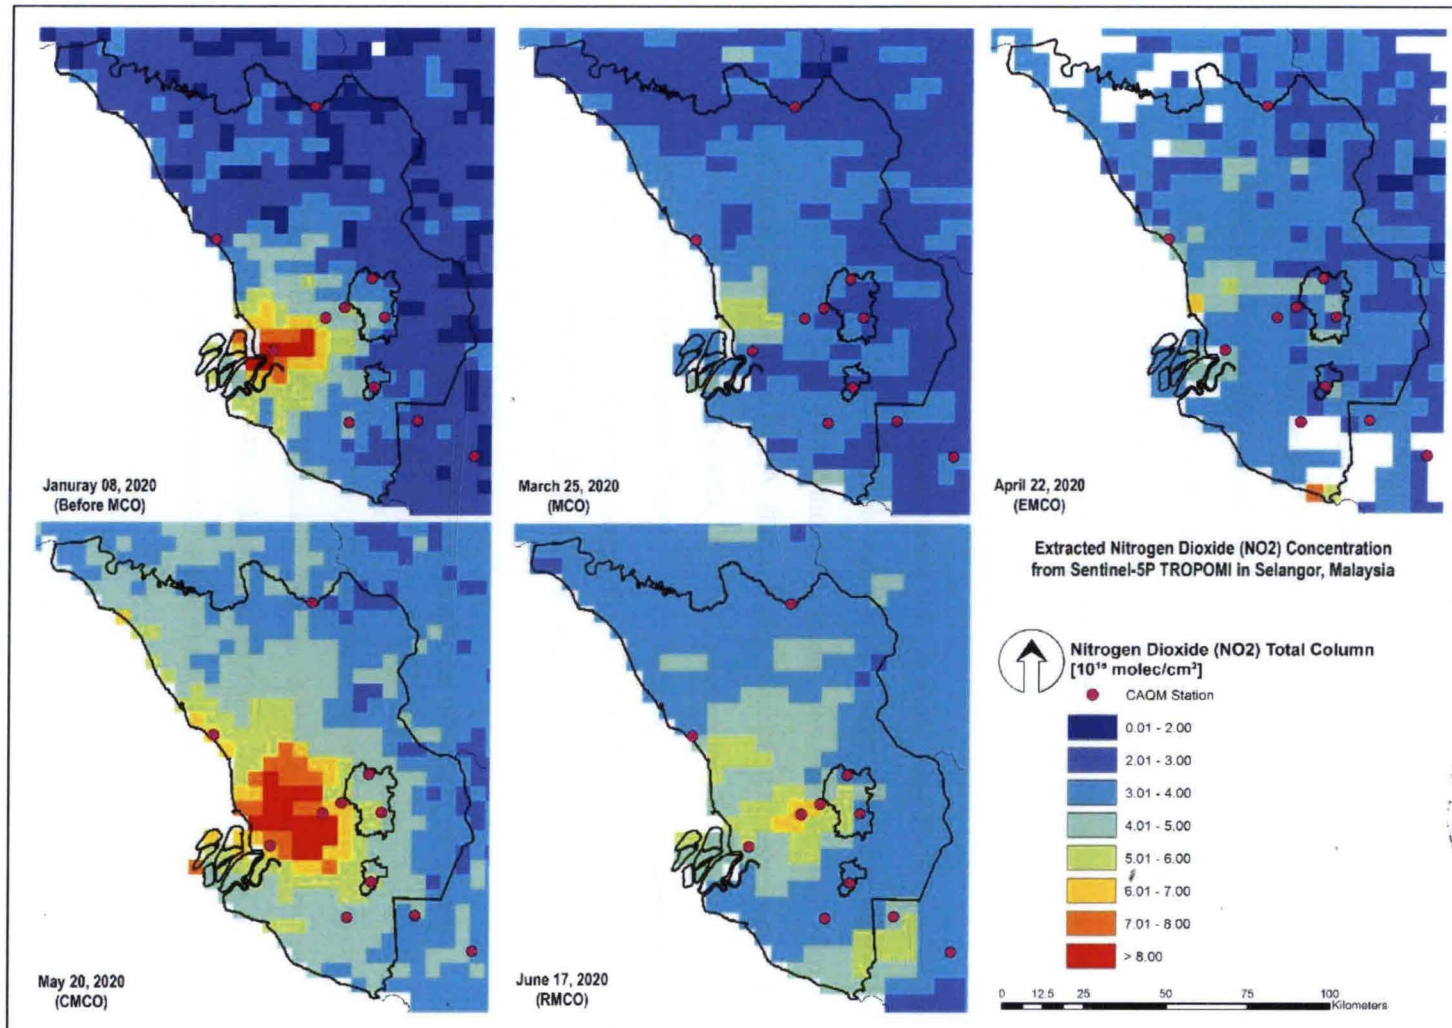 Januray 08, 2020
(Before MCO)
March 25, 2020
(MCO)
April 22, 2020
(EMCO)
Extracted Nitrogen Dioxide (NO2) Concentration
from Sentinel-5P TROPOMI in Selangor, Malaysia
Nitrogen Dioxide (NO2) Total Column
[10¹⁵ molec/cm²]
CAQM Station
0.01 - 2.00
2.01 - 3.00
3.01 - 4.00
4.01 - 5.00
5.01 - 6.00
6.01 - 7.00
7.01 - 8.00
> 8.00
May 20, 2020
(CMCO)
June 17, 2020
(RMCO)
0 12.5 25 50 75 100
Kilometers